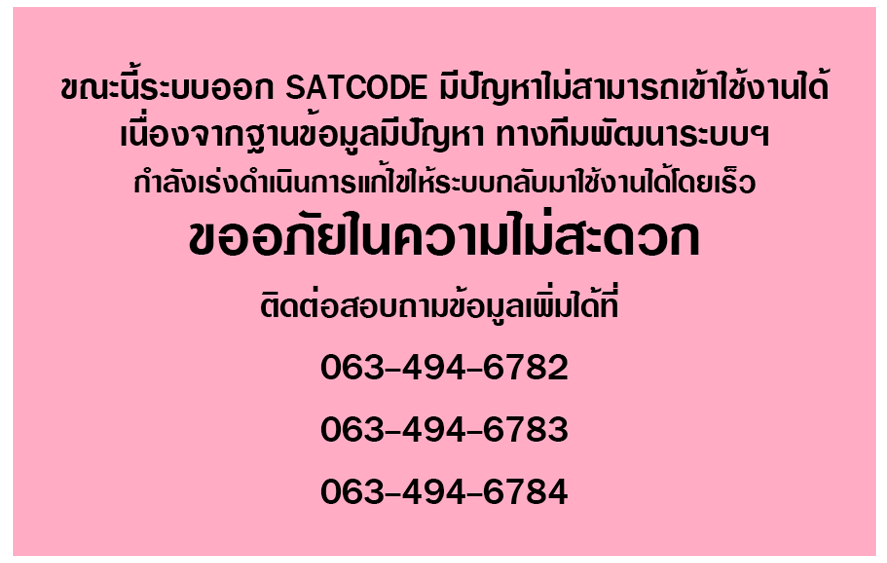 ขณะนี้ระบบออก SATCODE มีปัญหาไม่สามารถเข้าใช้งานได้
เนื่องจากฐานข้อมูลมีปัญหา ทางทีมพัฒนาระบบฯ
กำลังเร่งดำเนินการแก้ไขให้ระบบกลับมาใช้งานได้โดยเร็ว
ขออภัยในความไม่สะดวก
ติดต่อสอบถามข้อมูลเพิ่มได้ที่
063-494-6782
063-494-6783
063-494-6784